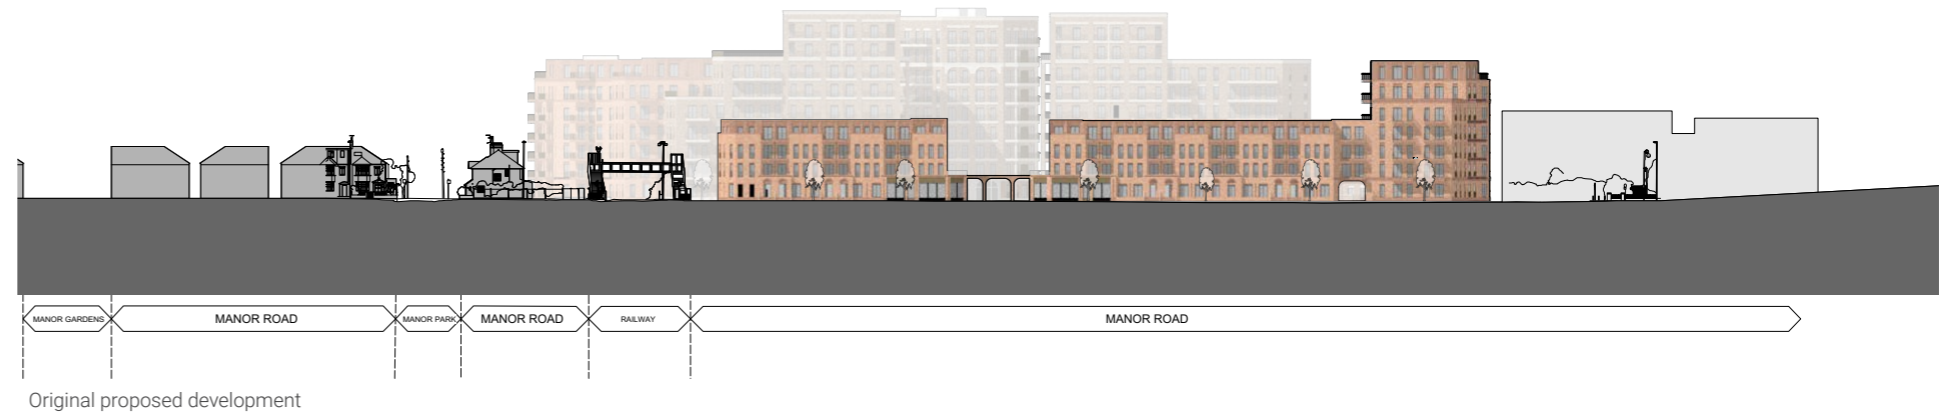 MANOR GARDENS
MANOR ROAD
MANOR PARK
MANOR ROAD
RAILWAY
MANOR ROAD
Original proposed development